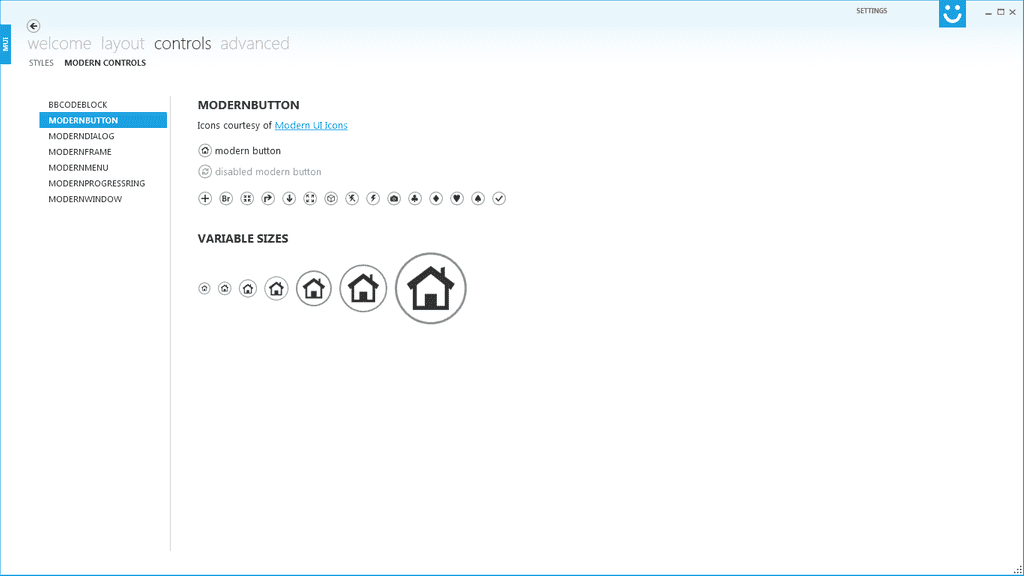 SETTINGS
MUI
welcome layout controls advanced
STYLES MODERN CONTROLS
BBCODEBLOCK
MODERNBUTTON
MODERNDIALOG
MODERNFRAME
MODERNMENU
MODERNPROGRESSRING
MODERNWINDOW
MODERNBUTTON
Icons courtesy of Modern UI Icons
modern button
disabled modern button
Br
VARIABLE SIZES